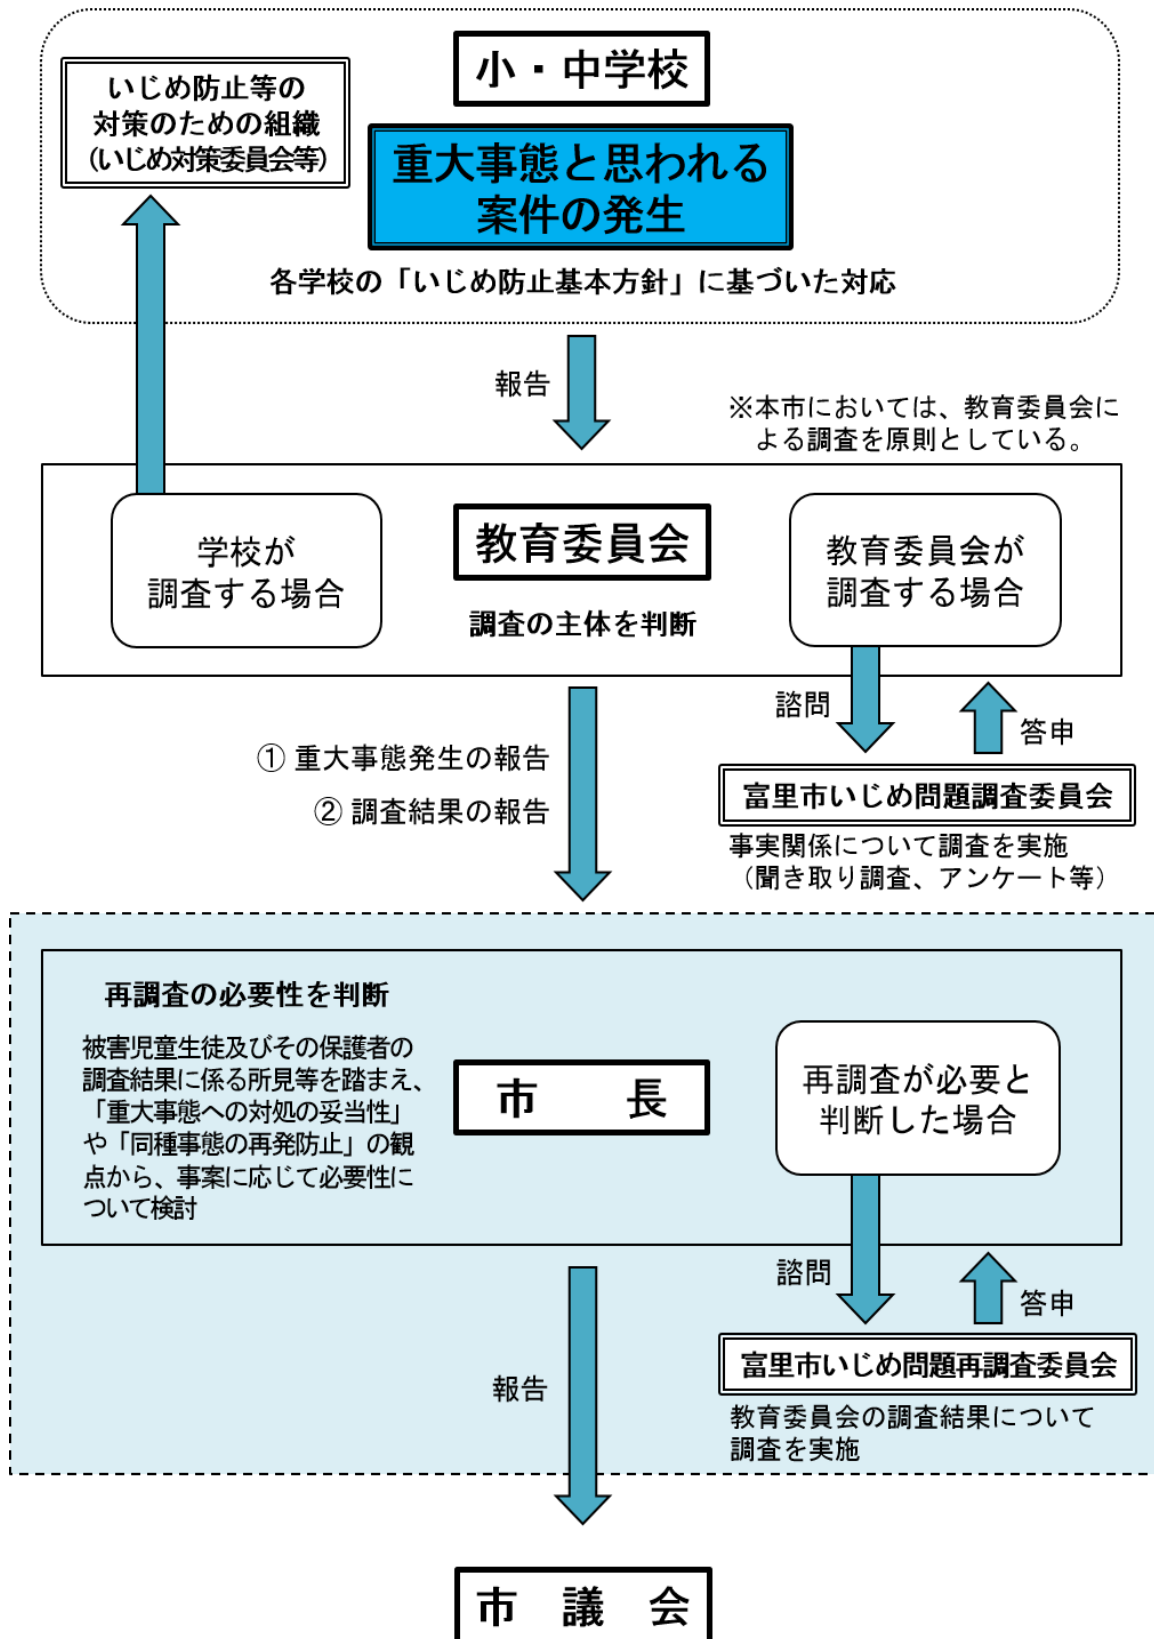 小・中学校
いじめ防止等の
対策のための組織
（いじめ対策委員会等）
重大事態と思われる
案件の発生
各学校の「いじめ防止基本方針」に基づいた対応
報告
※本市においては、教育委員会に
よる調査を原則としている。
学校が
調査する場合
教育委員会
調査の主体を判断
教育委員会が
調査する場合
諮問
答申
① 重大事態発生の報告
② 調査結果の報告
富里市いじめ問題調査委員会
事実関係について調査を実施
（聞き取り調査、アンケート等）
再調査の必要性を判断
被害児童生徒及びその保護者の
調査結果に係る所見等を踏まえ、
「重大事態への対処の妥当性」
や「同種事態の再発防止」の観
点から、事案に応じて必要性に
ついて検討
市　長
再調査が必要と
判断した場合
諮問
答申
富里市いじめ問題再調査委員会
教育委員会の調査結果について
調査を実施
報告
市　議　会